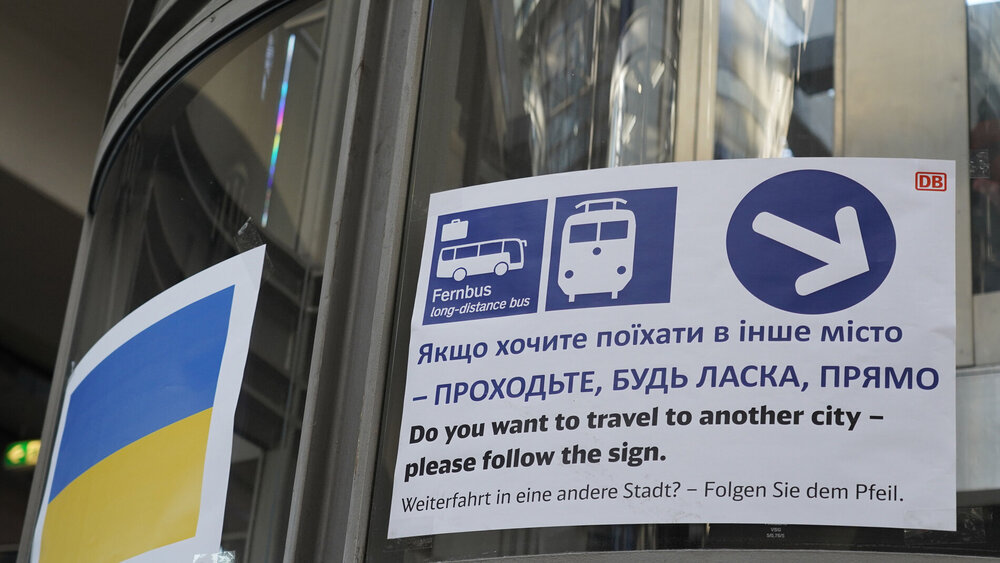 DB
Fernbus
long-distance bus
Якщо хочите поїхати в інше місто
– ПРОХОДЬТЕ, БУДЬ ЛАСКА, ПРЯМО
Do you want to travel to another city –
please follow the sign.
Weiterfahrt in eine andere Stadt? – Folgen Sie dem Pfeil.